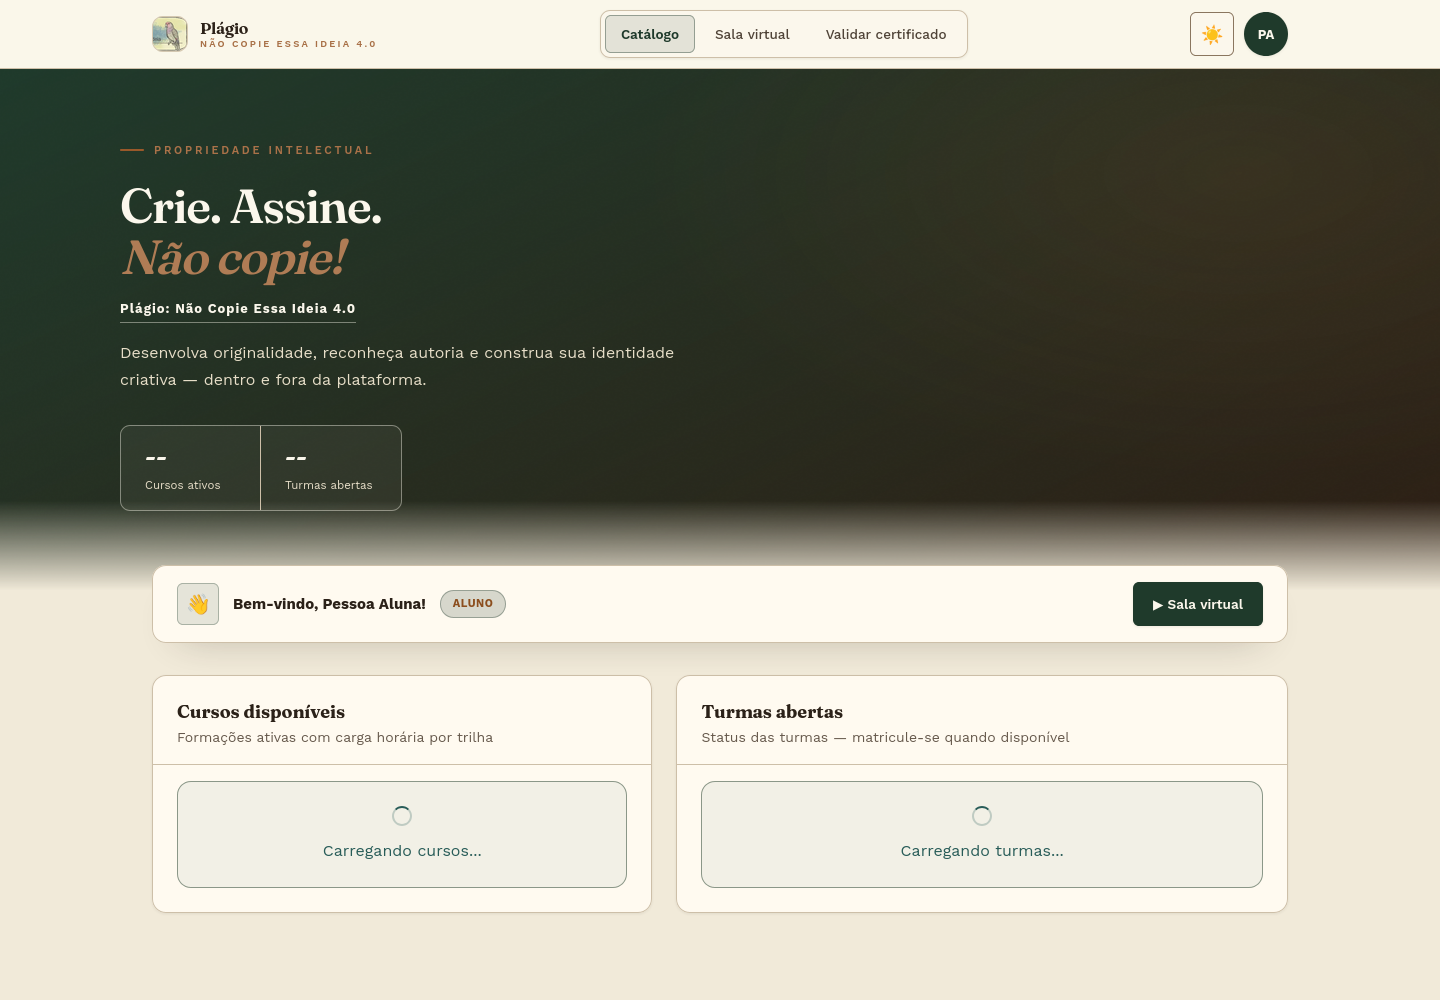 Plágio
NÃO COPIE ESSA IDEIA 4.0
Catálogo
Sala virtual
Validar certificado
PA
PROPRIEDADE INTELECTUAL
Crie. Assine.
Não copie!
Plágio: Não Copie Essa Ideia 4.0
Desenvolva originalidade, reconheça autoria e construa sua identidade
criativa — dentro e fora da plataforma.
--
Cursos ativos
--
Turmas abertas
Bem-vindo, Pessoa Aluna!
ALUNO
▶ Sala virtual
Cursos disponíveis
Formações ativas com carga horária por trilha
Carregando cursos...
Turmas abertas
Status das turmas — matricule-se quando disponível
Carregando turmas...